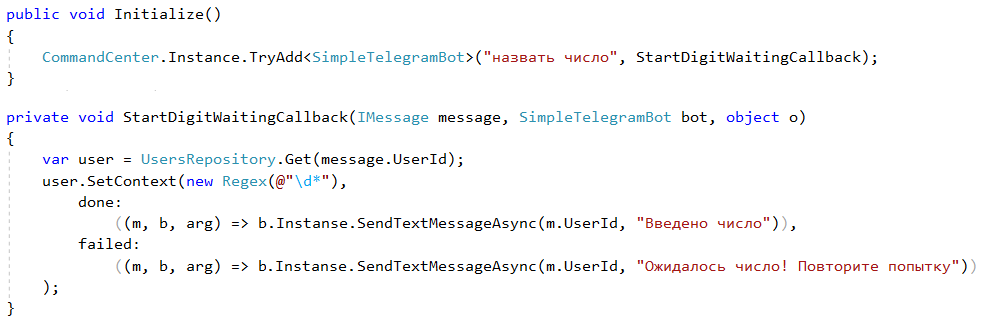 public void Initialize()
{
    CommandCenter.Instance.TryAdd<SimpleTelegramBot>("назвать число", StartDigitWaitingCallback);
}
private void StartDigitWaitingCallback(IMessage message, SimpleTelegramBot bot, object o)
{
    var user = UsersRepository.Get(message.UserId);
    user.SetContext(new Regex(@"\d*"),
        done:
            ((m, b, arg) => b.Instanse.SendTextMessageAsync(m.UserId, "Введено число")),
        failed:
            ((m, b, arg) => b.Instanse.SendTextMessageAsync(m.UserId, "Ожидалось число! Повторите попытку"))
    );
}